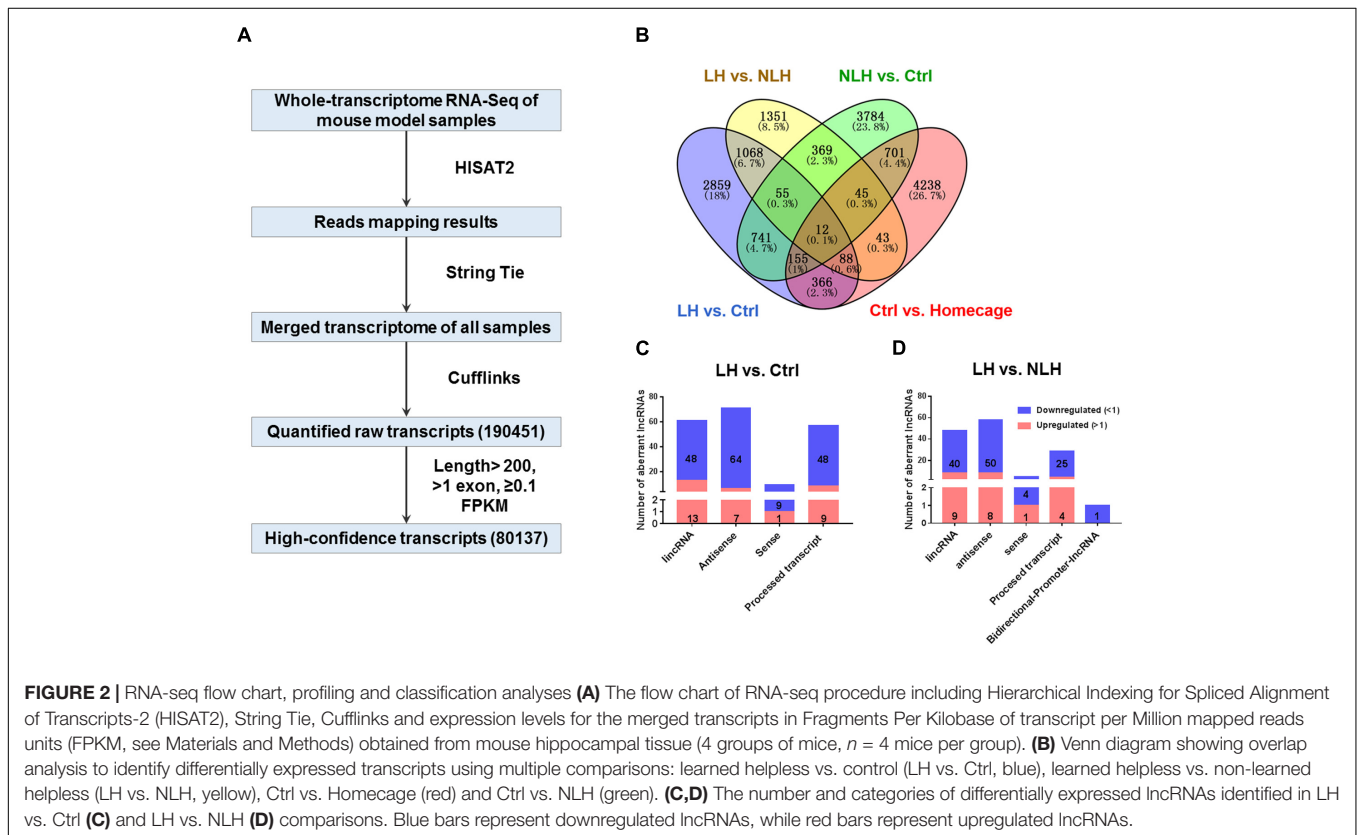 A
Whole-transcriptome RNA-Seq of
mouse model samples
HISAT2
Reads mapping results
String Tie
Merged transcriptome of all samples
Cufflinks
Quantified raw transcripts (190451)
Length> 200,
>1 exon, ≥0.1
FPKM
High-confidence transcripts (80137)
B
LH vs. NLH
NLH vs. Ctrl
1351
(8.5%)
3784
(23.8%)
1068
(6.7%)
369
(2.3%)
701
(4.4%)
2859
(18%)
4238
(26.7%)
55
(0.3%)
45
(0.3%)
12
(0.1%)
741
(4.7%)
43
(0.3%)
155
(1%)
88
(0.6%)
366
(2.3%)
LH vs. Ctrl
Ctrl vs. Homecage
C
LH vs. Ctrl
Number of aberrant lncRNAs
80
60
40
20
2
1
0
48
64
9
48
13
7
1
9
lincRNA
Antisense
Sense
Processed transcript
D
LH vs. NLH
Number of aberrant lncRNAs
80
60
40
20
2
1
0
Downregulated (<1)
Upregulated (>1)
40
50
4
25
9
8
1
4
1
lincRNA
antisense
sense
Procesed transcript
Bidirectional-Promoter-lncRNA
FIGURE 2 | RNA-seq flow chart, profiling and classification analyses (A) The flow chart of RNA-seq procedure including Hierarchical Indexing for Spliced Alignment
of Transcripts-2 (HISAT2), String Tie, Cufflinks and expression levels for the merged transcripts in Fragments Per Kilobase of transcript per Million mapped reads
units (FPKM, see Materials and Methods) obtained from mouse hippocampal tissue (4 groups of mice, n = 4 mice per group). (B) Venn diagram showing overlap
analysis to identify differentially expressed transcripts using multiple comparisons: learned helpless vs. control (LH vs. Ctrl, blue), learned helpless vs. non-learned
helpless (LH vs. NLH, yellow), Ctrl vs. Homecage (red) and Ctrl vs. NLH (green). (C,D) The number and categories of differentially expressed lncRNAs identified in LH
vs. Ctrl (C) and LH vs. NLH (D) comparisons. Blue bars represent downregulated lncRNAs, while red bars represent upregulated lncRNAs.